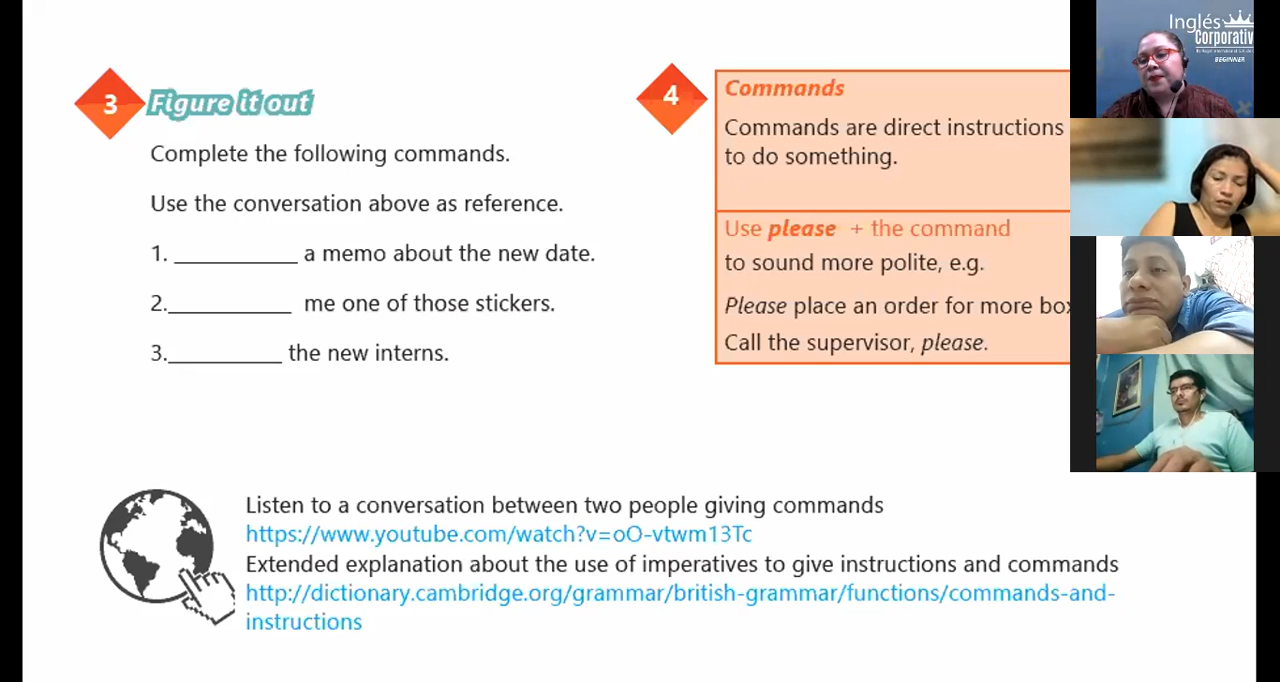 3 Figure it out
Complete the following commands.
Use the conversation above as reference.
1. __________ a memo about the new date.
2.__________ me one of those stickers.
3.__________ the new interns.
4
Commands
Commands are direct instructions
to do something.
Use please + the command
to sound more polite, e.g.
Please place an order for more
Call the supervisor, please.
Listen to a conversation between two people giving commands
https://www.youtube.com/watch?v=oO-vtwm13Tc
Extended explanation about the use of imperatives to give instructions and commands
http://dictionary.cambridge.org/grammar/british-grammar/functions/commands-and-
instructions
Inglés
Corporativ
BEGINNER